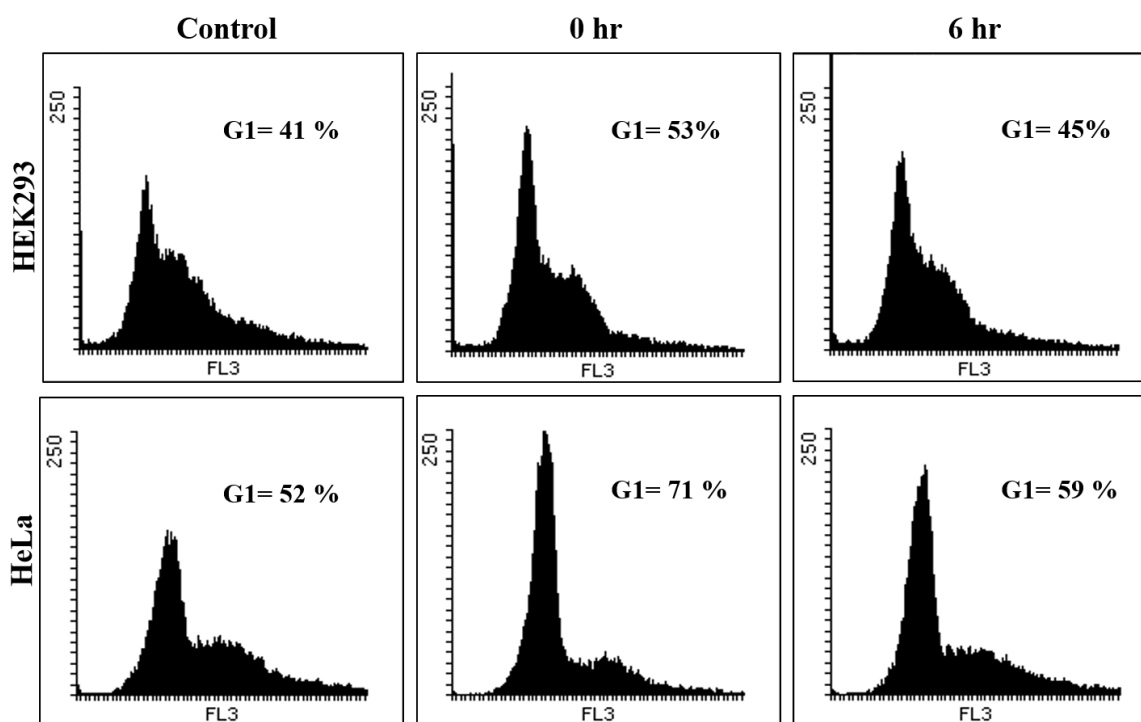 Control
0 hr
6 hr
HEK293
250
G1= 41 %
FL3
250
G1= 53%
FL3
250
G1= 45%
FL3
HeLa
250
G1= 52 %
FL3
250
G1= 71 %
FL3
250
G1= 59 %
FL3